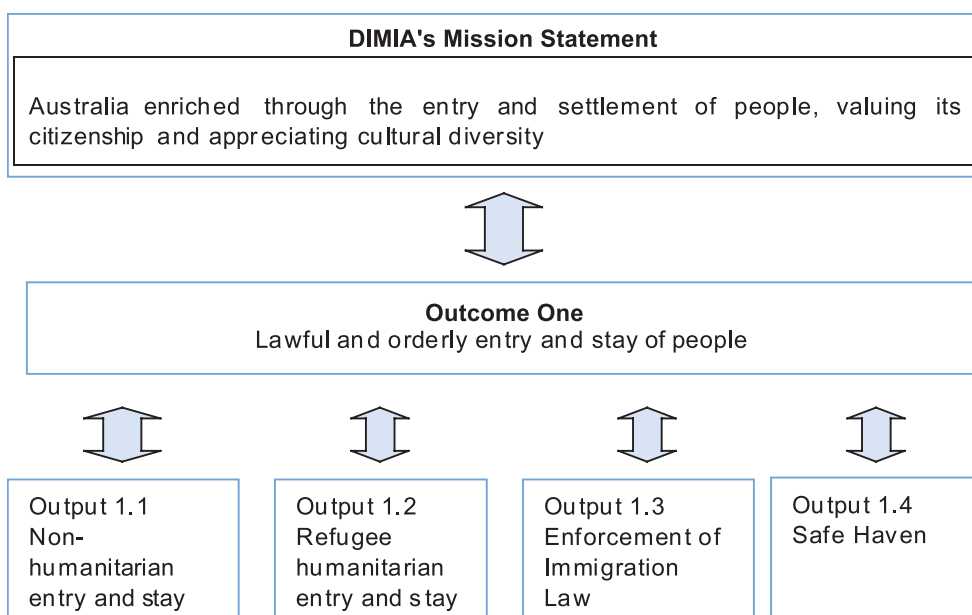 DIMIA's Mission Statement
Australia enriched through the entry and settlement of people, valuing its
citizenship and appreciating cultural diversity
Outcome One
Lawful and orderly entry and stay of people
Output 1.1
Non-
humanitarian
entry and stay
Output 1.2
Refugee
humanitarian
entry and stay
Output 1.3
Enforcement of
Immigration
Law
Output 1.4
Safe Haven